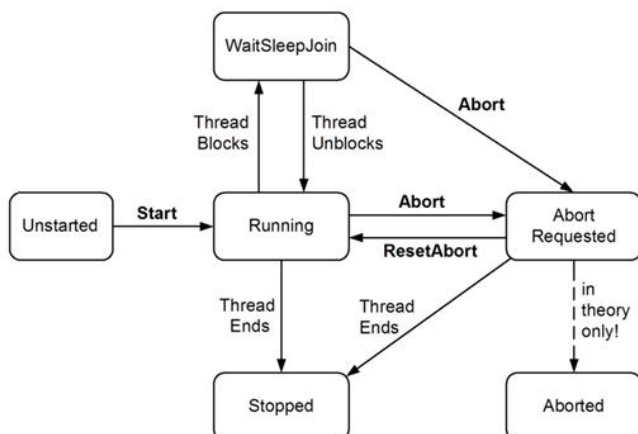 WaitSleepJoin
Abort
Thread
Blocks
Thread
Unblocks
Unstarted
Start
Running
Abort
ResetAbort
Abort
Requested
Thread
Ends
Thread
Ends
in
theory
only!
Stopped
Aborted